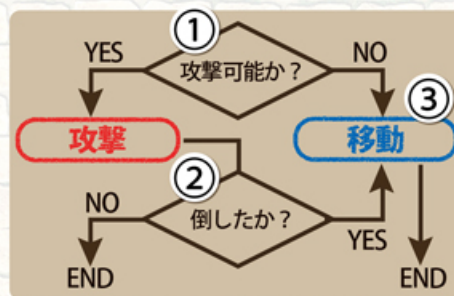 ①
YES
攻撃可能か？
NO
③
攻撃
移動
②
NO
倒したか？
YES
END
END